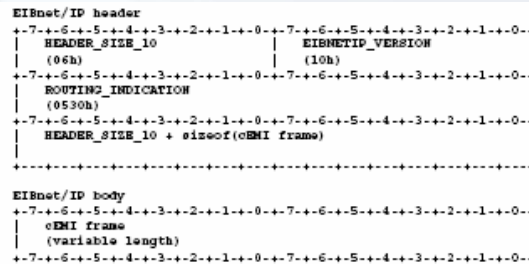 EIBnet/IP header
+-7-+-6-+-5-+-4-+-3-+-2-+-1-+-0-+-7-+-6-+-5-+-4-+-3-+-2-+-1-+-0-
| HEADER_SIZE_10 | EIBNETIP_VERSION
| (06h) | (10h)
+-7-+-6-+-5-+-4-+-3-+-2-+-1-+-0-+-7-+-6-+-5-+-4-+-3-+-2-+-1-+-0-
| ROUTING_INDICATION
| (0530h)
+-7-+-6-+-5-+-4-+-3-+-2-+-1-+-0-+-7-+-6-+-5-+-4-+-3-+-2-+-1-+-0-
| HEADER_SIZE_10 + sizeof(cEMI frame)
|
+---+---+---+---+---+---+---+---+---+---+---+---+---+---+---+---
EIBnet/IP body
+-7-+-6-+-5-+-4-+-3-+-2-+-1-+-0-+-7-+-6-+-5-+-4-+-3-+-2-+-1-+-0-
| cEMI frame
| (variable length)
+-7-+-6-+-5-+-4-+-3-+-2-+-1-+-0-+-7-+-6-+-5-+-4-+-3-+-2-+-1-+-0-